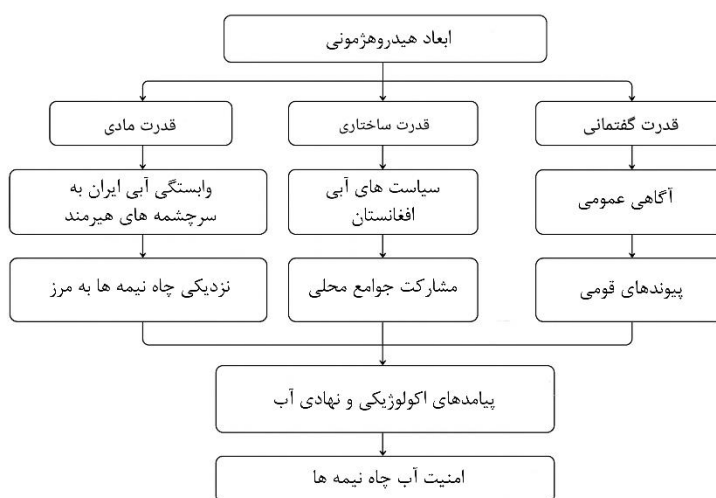 ابعاد هیدروهژمونی
قدرت گفتمانی
قدرت ساختاری
قدرت مادی
آگاهی عمومی
سیاست های آبی
افغانستان
وابستگی آبی ایران به
سرچشمه های هیرمند
پیوندهای قومی
مشارکت جوامع محلی
نزدیکی چاه نیمه ها به مرز
پیامدهای اکولوژیکی و نهادی آب
امنیت آب چاه نیمه ها